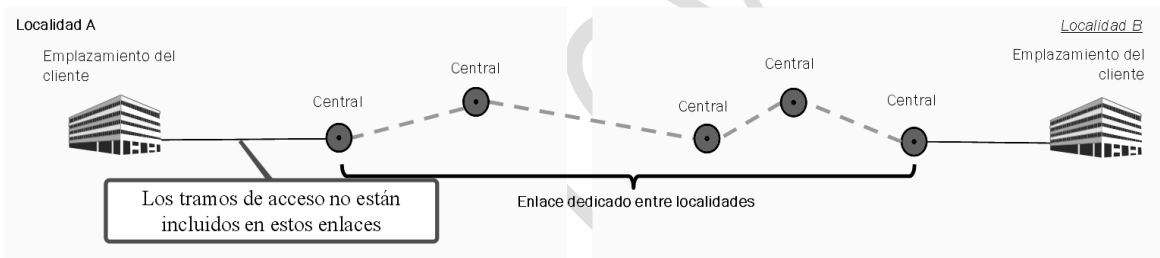 Localidad A
Localidad B
Emplazamiento del
cliente
Central
Central
Central
Central
Central
Emplazamiento del
cliente
Los tramos de acceso no están
incluidos en estos enlaces
Enlace dedicado entre localidades